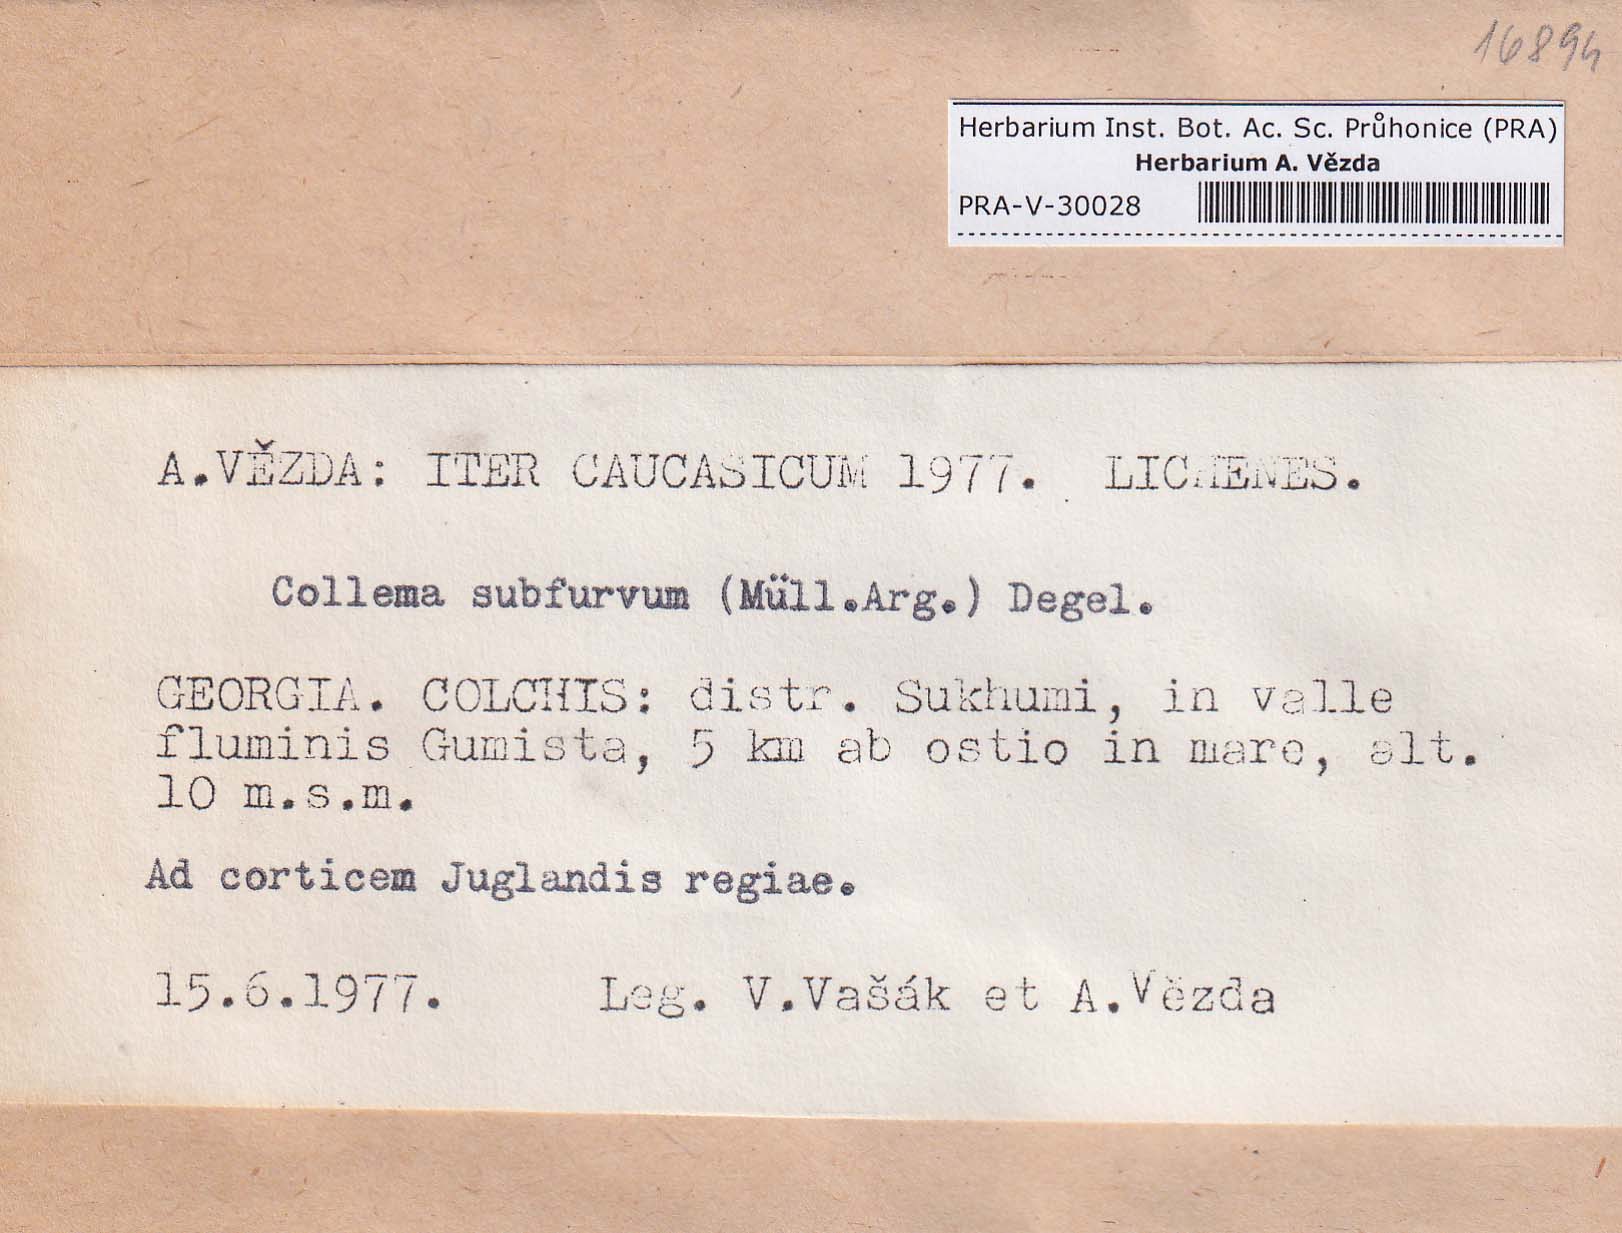 16894
Herbarium Inst. Bot. Ac. Sc. Průhonice (PRA)
Herbarium A. Vězda
PRA-V-30028
A.VĚZDA: ITER CAUCASICUM 1977. LICHENES.
Collema subfurvum (Müll.Arg.) Degel.
GEORGIA. COLCHIS: distr. Sukhumi, in valle
fluminis Gumista, 5 km ab ostio in mare, alt.
10 m.s.m.
Ad corticem Juglandis regiae.
15.6.1977. Leg. V.Vašák et A.Vězda